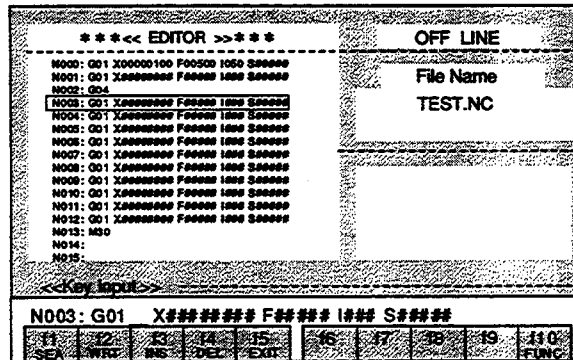 ***<< EDITOR >>***
N000: G01 X00000100 F00500 I050 S#####
N001: G01 X######## F##### I### S#####
N002: G04
N003: G01 X######## F##### I### S#####
N004: G01 X######## F##### I### S#####
N005: G01 X######## F##### I### S#####
N006: G01 X######## F##### I### S#####
N007: G01 X######## F##### I### S#####
N008: G01 X######## F##### I### S#####
N009: G01 X######## F##### I### S#####
N010: G01 X######## F##### I### S#####
N011: G01 X######## F##### I### S#####
N012: G01 X######## F##### I### S#####
N013: M30
N014:
N015:
OFF LINE
File Name
TEST.NC
<<Key input>>
N003: G01 X######## F##### I### S#####
f1 f2 f3 f4 f5 f6 f7 f8 f9 f10
SEA WRT INS DEL EXIT FUNC